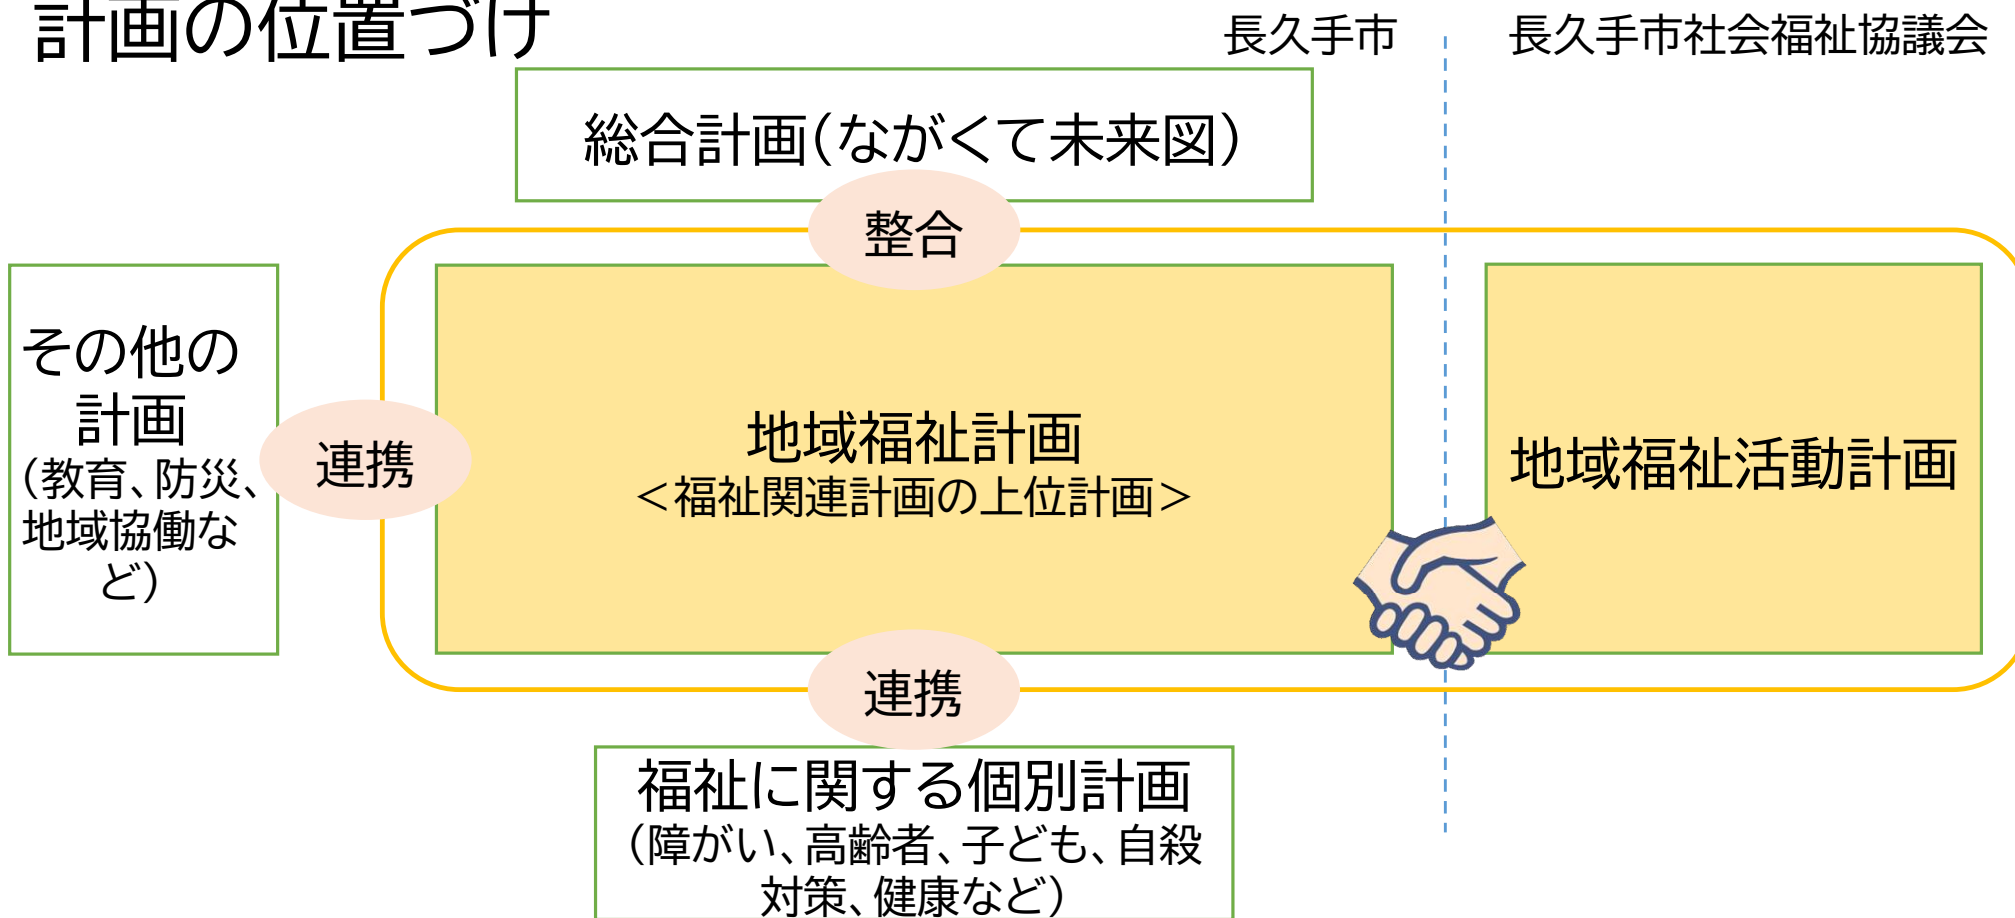 計画の位置づけ
長久手市
長久手市社会福祉協議会
総合計画（ながくて未来図）
整合
その他の
計画
（教育、防災、
地域協働な
ど）
連携
地域福祉計画
＜福祉関連計画の上位計画＞
地域福祉活動計画
連携
福祉に関する個別計画
（障がい、高齢者、子ども、自殺
対策、健康など）